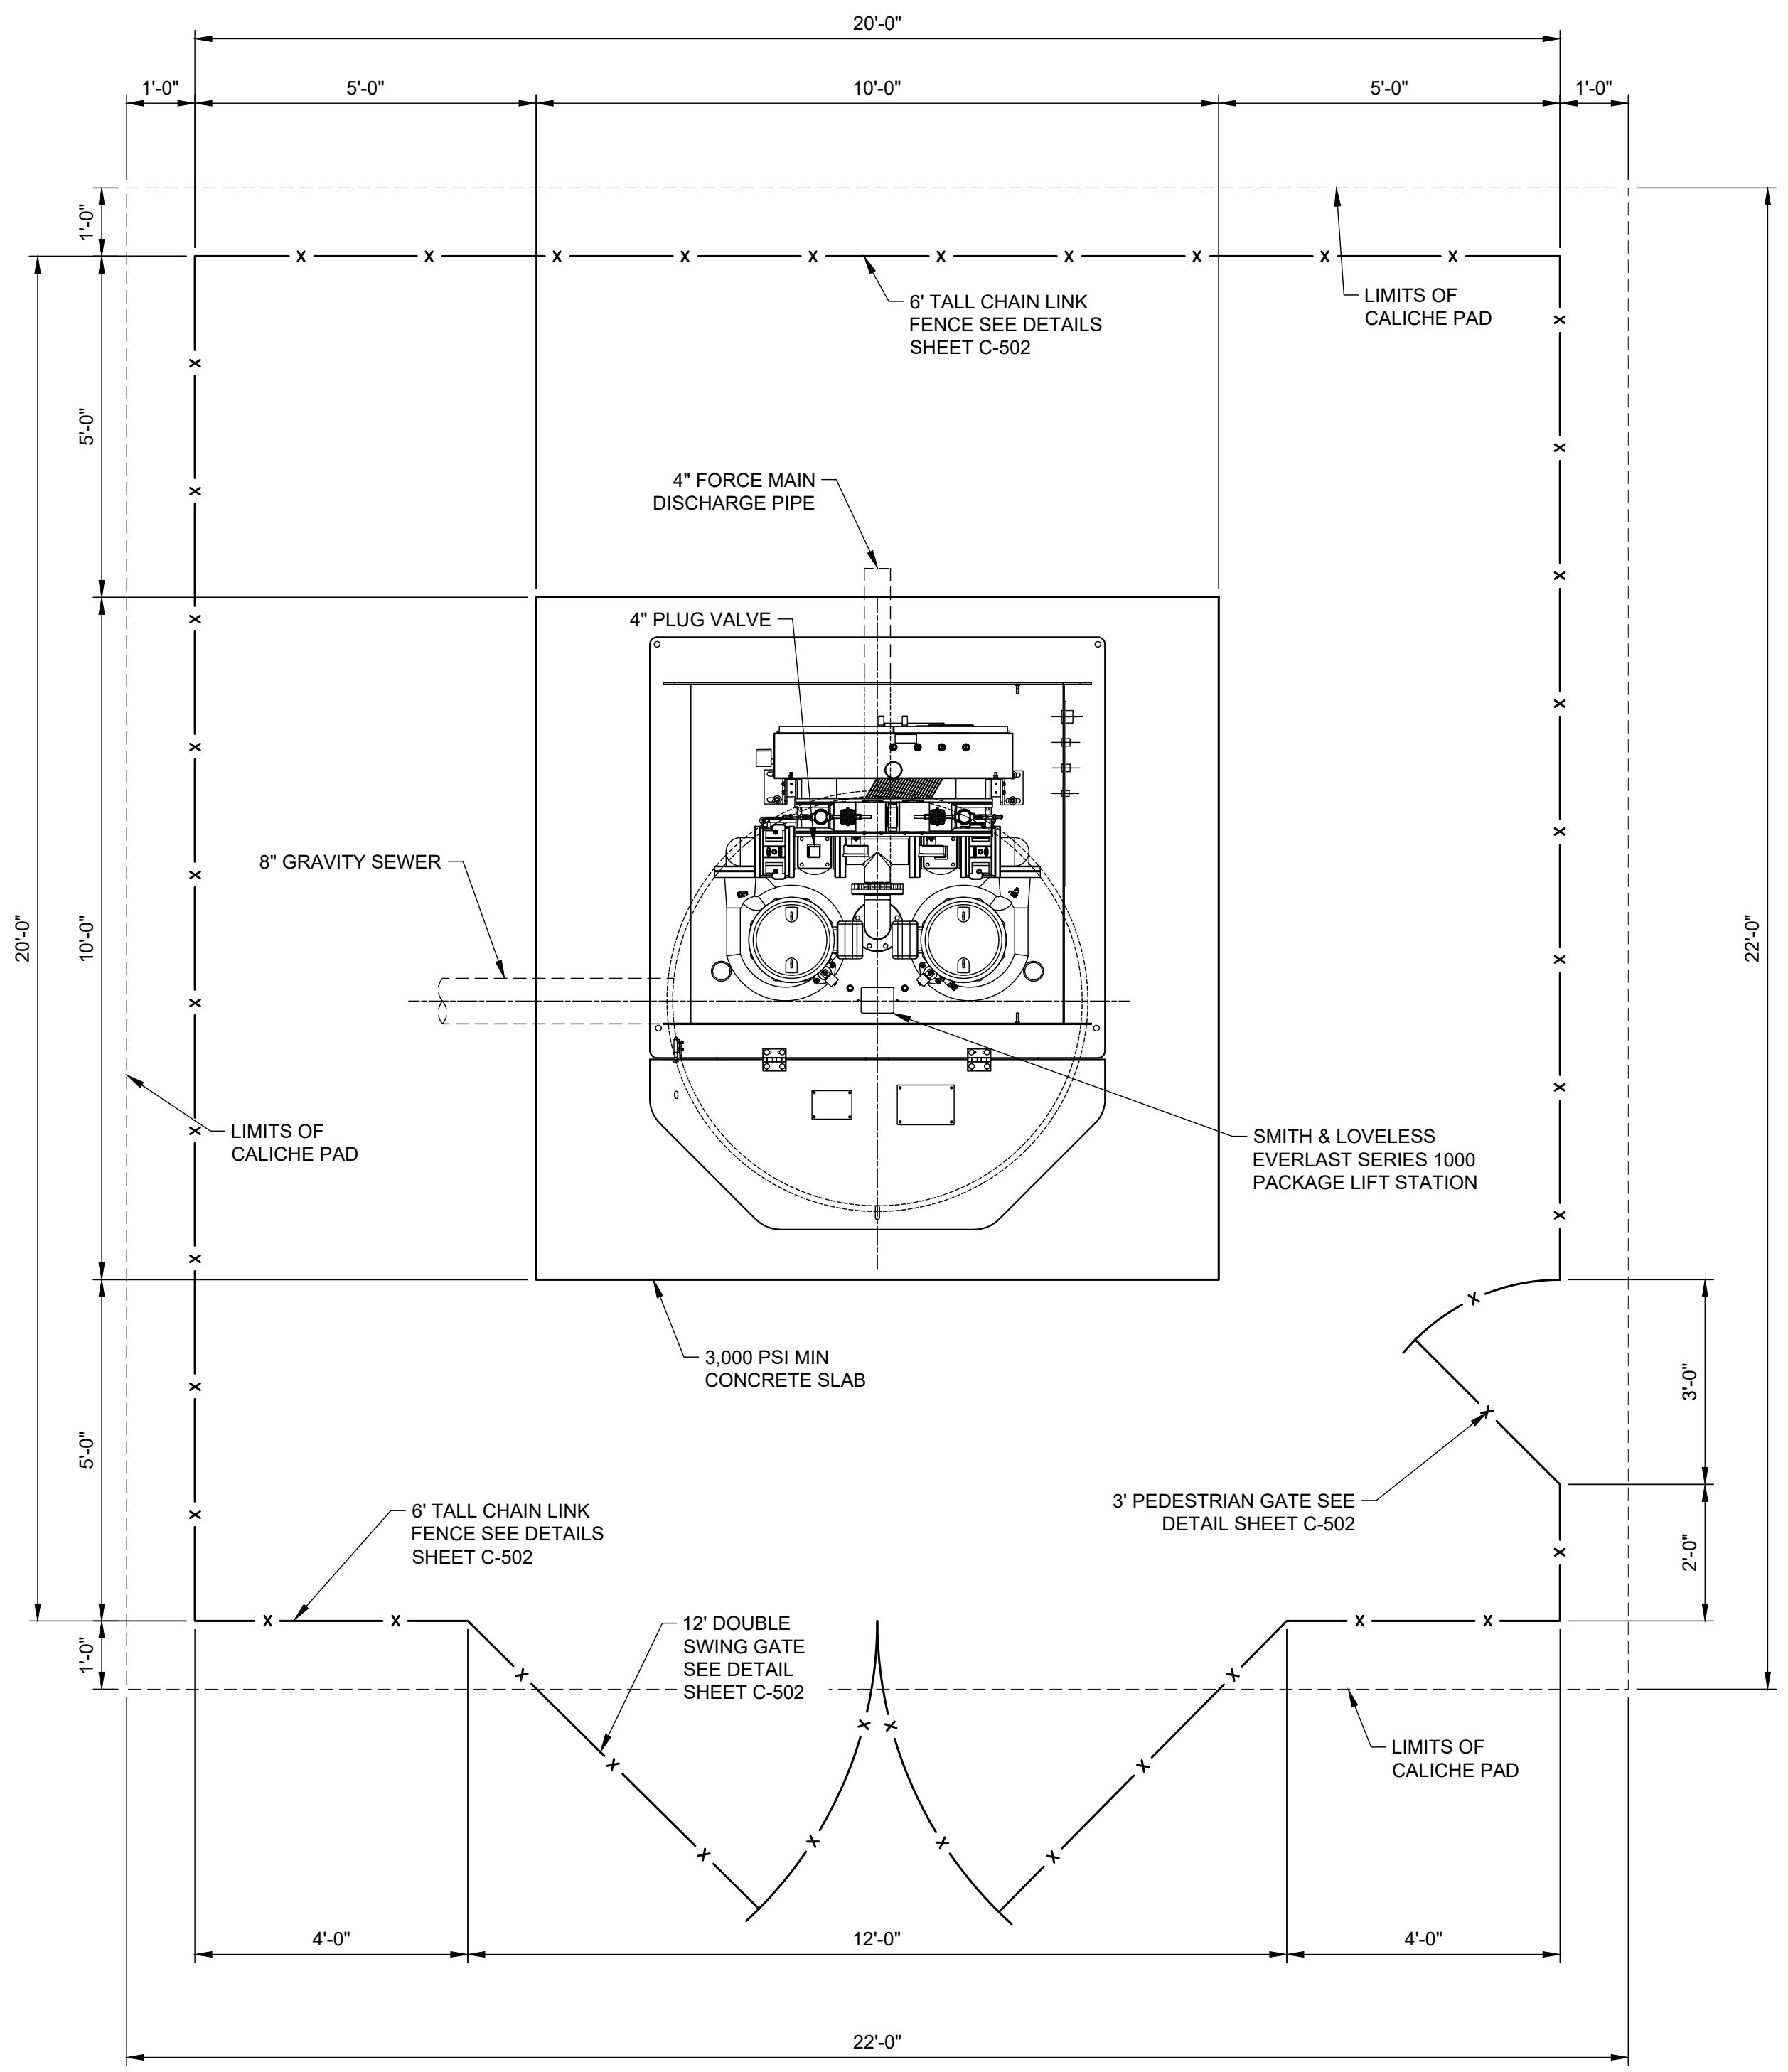 20'-0"
1'-0"
5'-0"
10'-0"
5'-0"
1'-0"
1'-0"
6' TALL CHAIN LINK
FENCE SEE DETAILS
SHEET C-502
LIMITS OF
CALICHE PAD
5'-0"
4" FORCE MAIN
DISCHARGE PIPE
4" PLUG VALVE
8" GRAVITY SEWER
20'-0"
10'-0"
22'-0"
LIMITS OF
CALICHE PAD
SMITH & LOVELESS
EVERLAST SERIES 1000
PACKAGE LIFT STATION
3,000 PSI MIN
CONCRETE SLAB
3'-0"
5'-0"
6' TALL CHAIN LINK
FENCE SEE DETAILS
SHEET C-502
3' PEDESTRIAN GATE SEE
DETAIL SHEET C-502
2'-0"
1'-0"
12' DOUBLE
SWING GATE
SEE DETAIL
SHEET C-502
LIMITS OF
CALICHE PAD
4'-0"
12'-0"
4'-0"
22'-0"